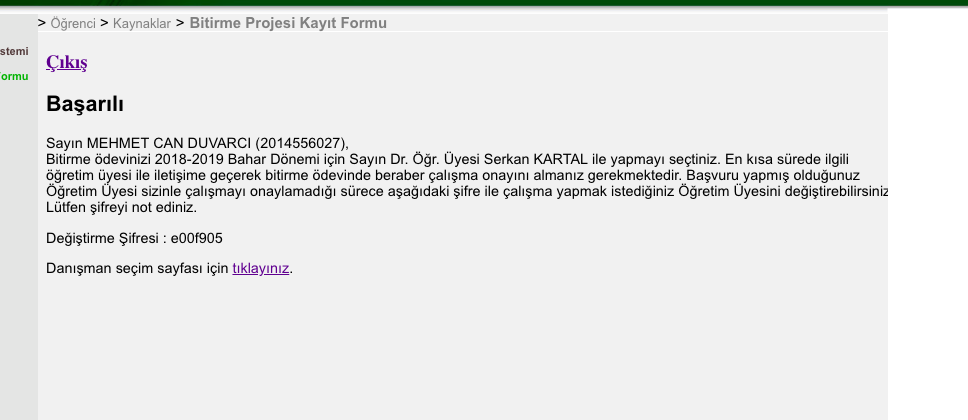 > Öğrenci > Kaynaklar > Bitirme Projesi Kayıt Formu
stemi
Formu
Çıkış
Başarılı
Sayın MEHMET CAN DUVARCI (2014556027),
Bitirme ödevinizi 2018-2019 Bahar Dönemi için Sayın Dr. Öğr. Üyesi Serkan KARTAL ile yapmayı seçtiniz. En kısa sürede ilgili
öğretim üyesi ile iletişime geçerek bitirme ödevinde beraber çalışma onayını almanız gerekmektedir. Başvuru yapmış olduğunuz
Öğretim Üyesi sizinle çalışmayı onaylamadığı sürece aşağıdaki şifre ile çalışma yapmak istediğiniz Öğretim Üyesini değiştirebilirsiniz
Lütfen şifreyi not ediniz.
Değiştirme Şifresi : e00f905
Danışman seçim sayfası için tıklayınız.